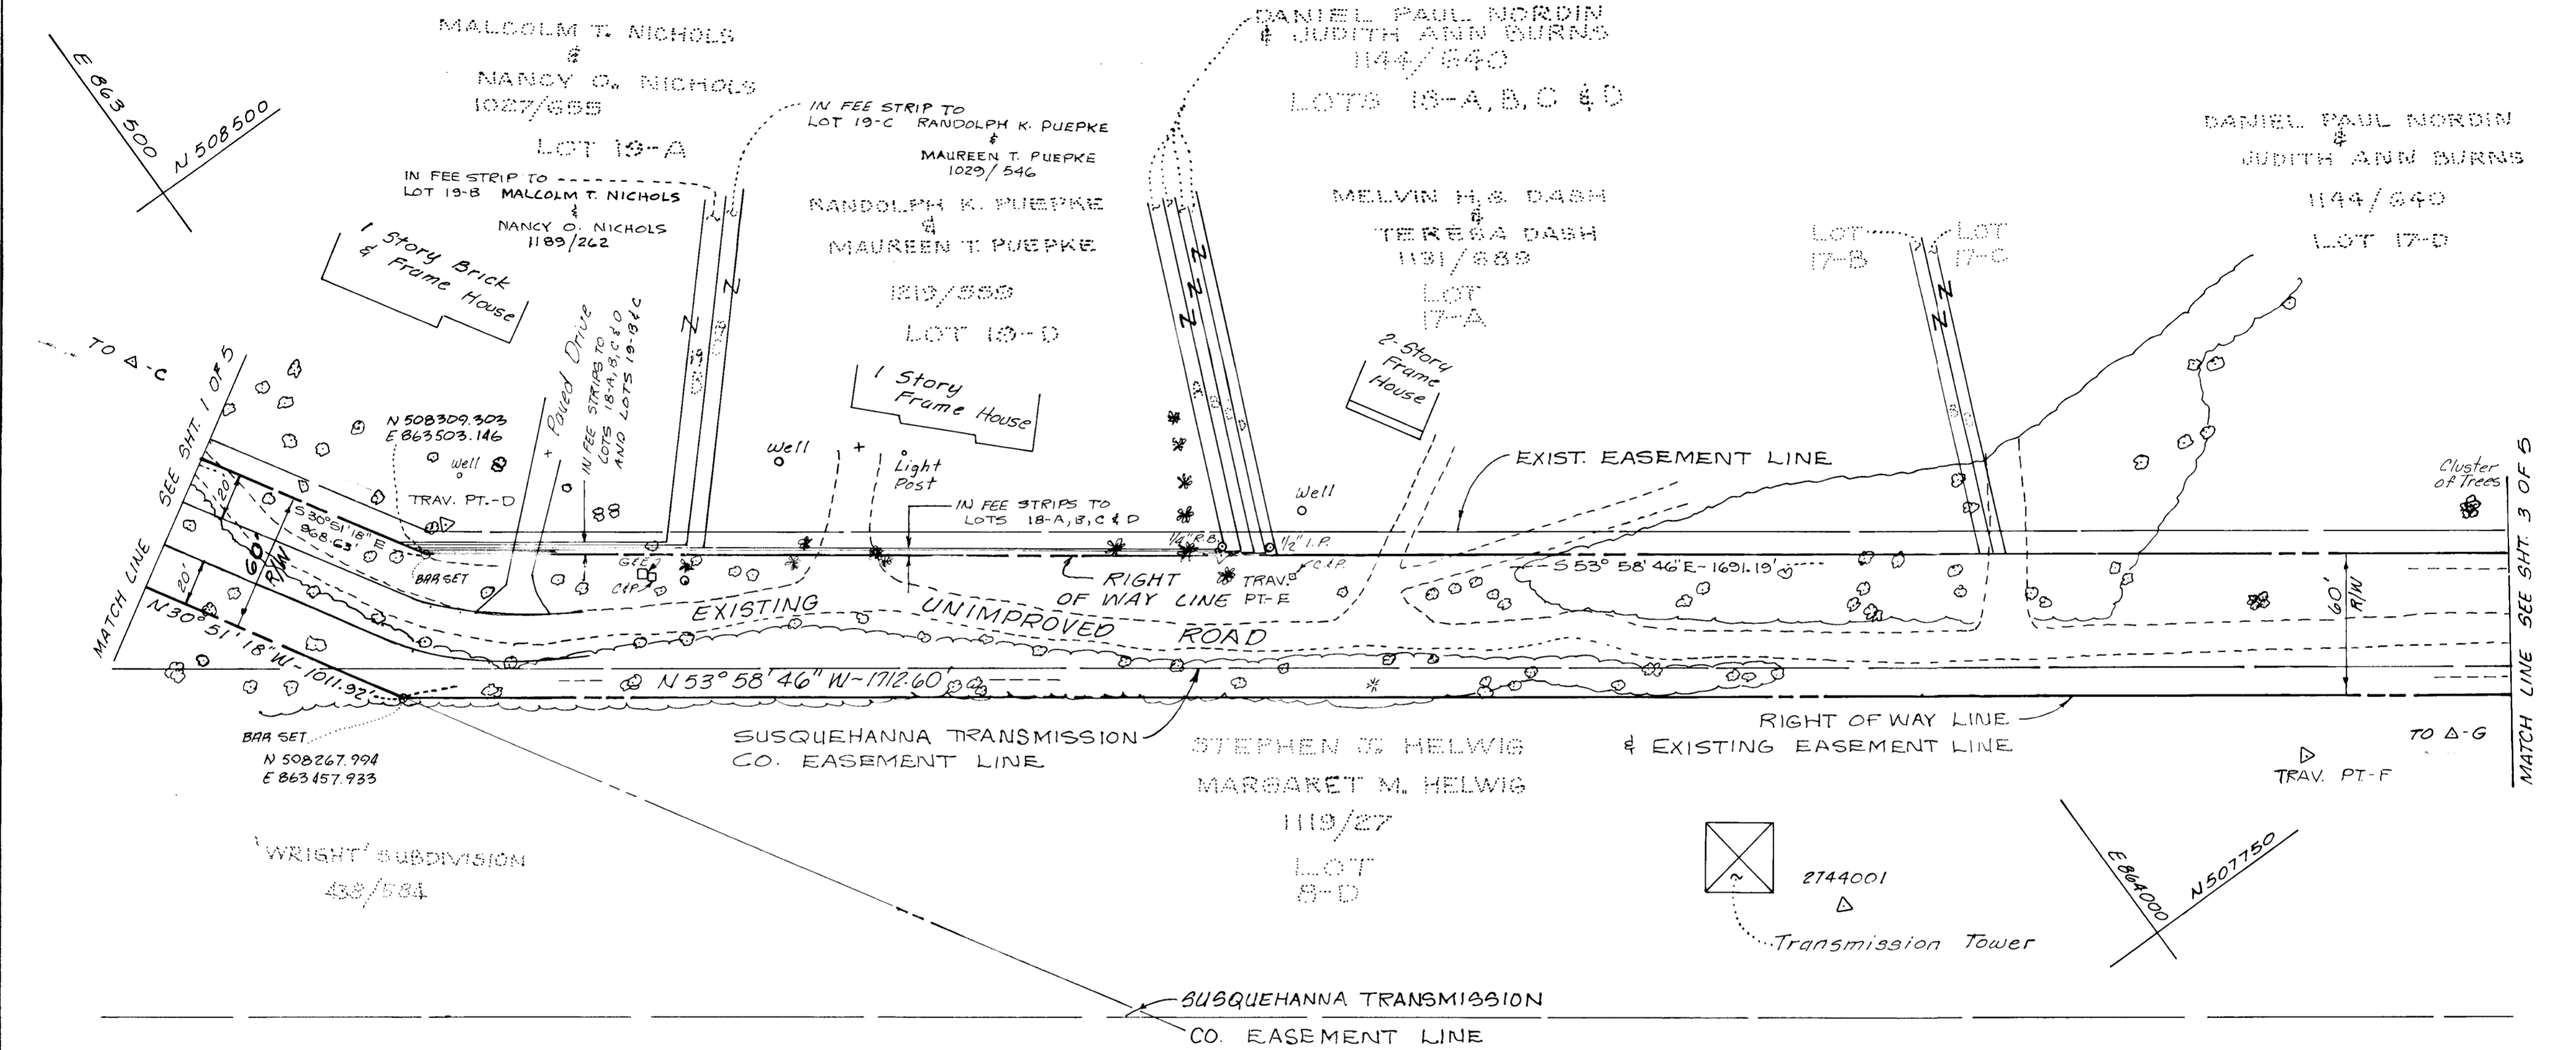 MALCOLM T. NICHOLS
&
NANCY O. NICHOLS
1027/655
LOT 19-A
DANIEL PAUL NORDIN
& JUDITH ANN BURNS
1144/640
LOTS 18-A, B, C & D
E 863500
N 508500
IN FEE STRIP TO
LOT 19-C RANDOLPH K. PUEPKE
&
MAUREEN T. PUEPKE
1029/546
IN FEE STRIP TO
LOT 19-B MALCOLM T. NICHOLS
&
NANCY O. NICHOLS
1189/262
RANDOLPH K. PUEPKE
&
MAUREEN T. PUEPKE
1219/559
LOT 19-D
MELVIN H.S. DASH
&
TERESA DASH
1131/689
LOT
17-A
LOT
17-B
LOT
17-C
DANIEL PAUL NORDIN
&
JUDITH ANN BURNS
1144/640
LOT 17-D
1 Story Brick
& Frame House
1 Story
Frame House
2-Story
Frame
House
TO △-C
MATCH LINE SEE SHT. 1 OF 5
N 508309.303
E 863503.146
Well
TRAV. PT.-D
Paved Drive
IN FEE STRIPS TO
LOTS 18-A, B, C & D
AND LOTS 19-B & C
Well
Light
Post
IN FEE STRIPS TO
LOTS 18-A, B, C & D
Well
EXIST. EASEMENT LINE
Cluster
of Trees
MATCH LINE SEE SHT. 3 OF 5
20'
S 30° 51' 18" E
968.63'
60'
R/W
20'
N 30° 51' 18" W - 1011.92'
BAR SET
1/2" I.P.
RIGHT
OF WAY LINE
TRAV.
PT-E
S 53° 58' 46" E - 1691.19'
EXISTING UNIMPROVED ROAD
60'
R/W
N 53° 58' 46" W - 1712.60'
BAR SET
N 508267.994
E 863457.933
SUSQUEHANNA TRANSMISSION
CO. EASEMENT LINE
STEPHEN J. HELWIG
MARGARET M. HELWIG
1119/27
LOT
8-D
RIGHT OF WAY LINE
& EXISTING EASEMENT LINE
TO △-G
TRAV. PT-F
'WRIGHT' SUBDIVISION
438/584
2744001
Transmission Tower
E 864000
N 507750
SUSQUEHANNA TRANSMISSION
CO. EASEMENT LINE